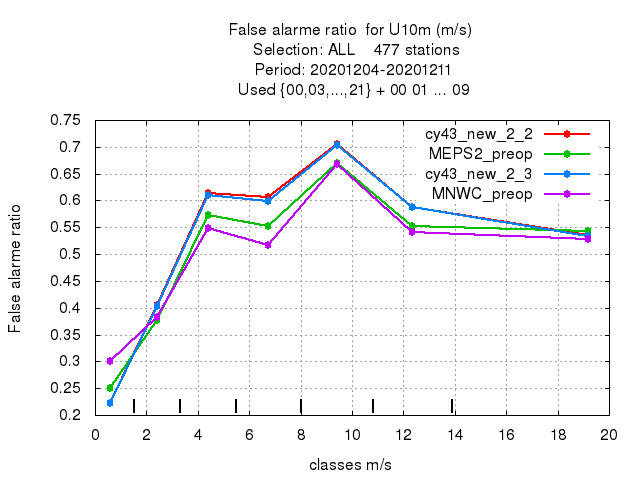 False alarme ratio  for U10m (m/s)
Selection: ALL    477 stations
Period: 20201204-20201211
Used {00,03,...,21} + 00 01 ... 09
cy43_new_2_2
MEPS2_preop
cy43_new_2_3
MNWC_preop
False alarme ratio
0.75
0.7
0.65
0.6
0.55
0.5
0.45
0.4
0.35
0.3
0.25
0.2
0 2 4 6 8 10 12 14 16 18 20
classes m/s